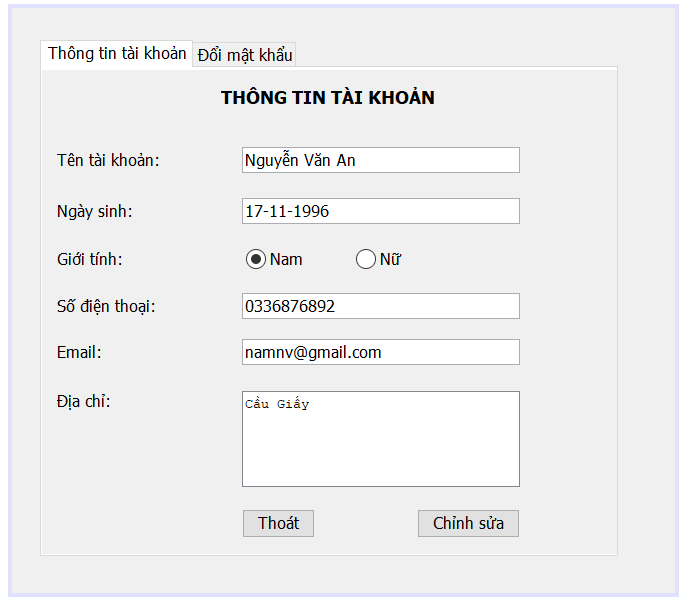 Thông tin tài khoản Đổi mật khẩu
THÔNG TIN TÀI KHOẢN
Tên tài khoản: Nguyễn Văn An
Ngày sinh: 17-11-1996
Giới tính: Nam Nữ
Số điện thoại: 0336876892
Email: namnv@gmail.com
Địa chỉ: Cầu Giấy
Thoát Chỉnh sửa